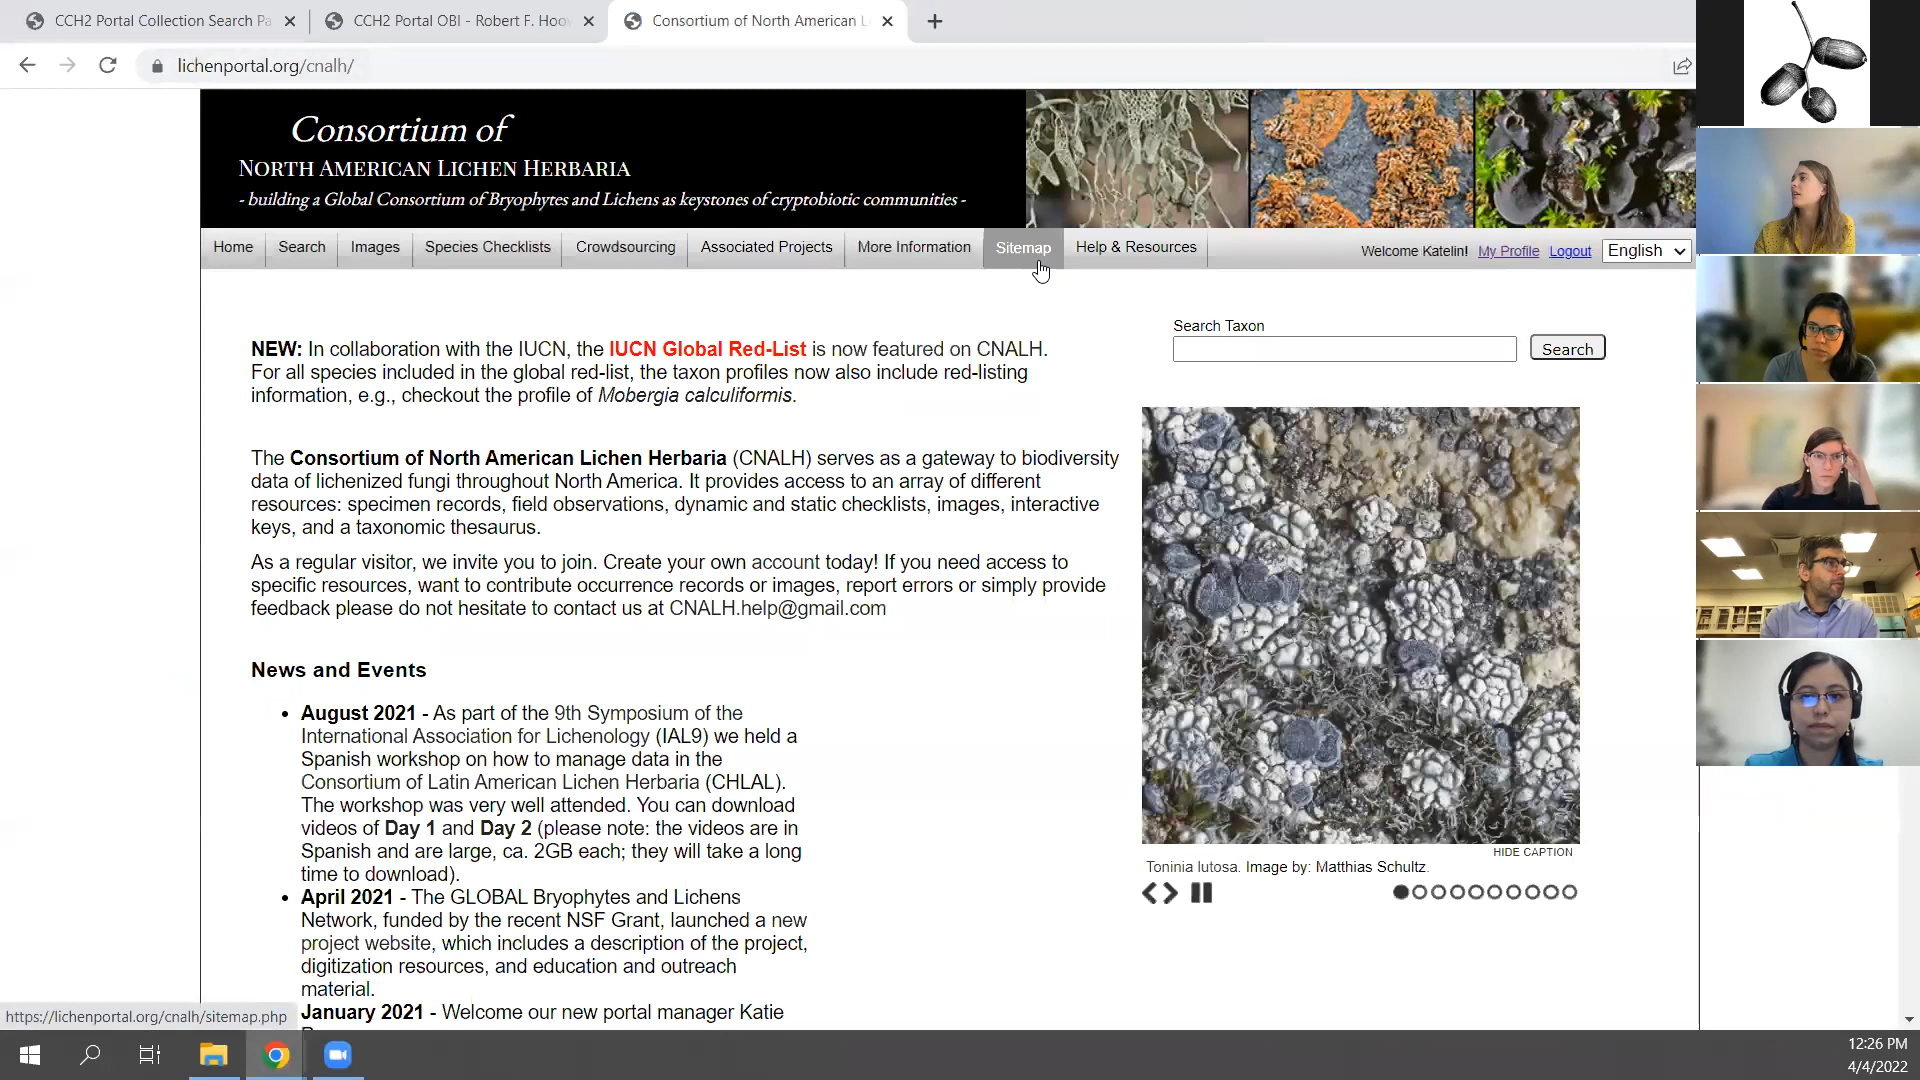 CCH2 Portal Collection Search Pa
CCH2 Portal OBI - Robert F. Hoov
Consortium of North American L
lichenportal.org/cnalh/
Consortium of
NORTH AMERICAN LICHEN HERBARIA
- building a Global Consortium of Bryophytes and Lichens as keystones of cryptobiotic communities -
Home Search Images Species Checklists Crowdsourcing Associated Projects More Information Sitemap Help & Resources
Welcome Katelin! My Profile Logout English
Search Taxon
Search
NEW: In collaboration with the IUCN, the IUCN Global Red-List is now featured on CNALH.
For all species included in the global red-list, the taxon profiles now also include red-listing
information, e.g., checkout the profile of Mobergia calculiformis.
The Consortium of North American Lichen Herbaria (CNALH) serves as a gateway to biodiversity
data of lichenized fungi throughout North America. It provides access to an array of different
resources: specimen records, field observations, dynamic and static checklists, images, interactive
keys, and a taxonomic thesaurus.
As a regular visitor, we invite you to join. Create your own account today! If you need access to
specific resources, want to contribute occurrence records or images, report errors or simply provide
feedback please do not hesitate to contact us at CNALH.help@gmail.com
News and Events
August 2021 - As part of the 9th Symposium of the
International Association for Lichenology (IAL9) we held a
Spanish workshop on how to manage data in the
Consortium of Latin American Lichen Herbaria (CHLAL).
The workshop was very well attended. You can download
videos of Day 1 and Day 2 (please note: the videos are in
Spanish and are large, ca. 2GB each; they will take a long
time to download).
April 2021 - The GLOBAL Bryophytes and Lichens
Network, funded by the recent NSF Grant, launched a new
project website, which includes a description of the project,
digitization resources, and education and outreach
material.
January 2021 - Welcome our new portal manager Katie
HIDE CAPTION
Toninia lutosa. Image by: Matthias Schultz.
https://lichenportal.org/cnalh/sitemap.php
12:26 PM
4/4/2022